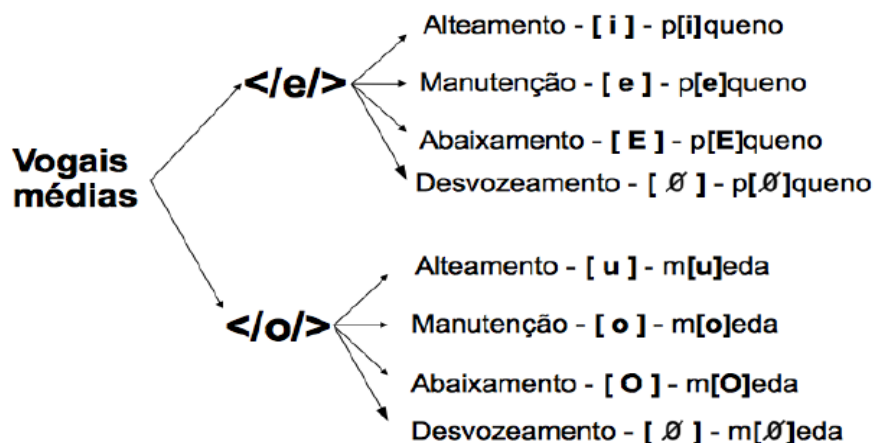 Vogais
médias
</e/>
Alteamento - [ i ] - p[i]queno
Manutenção - [ e ] - p[e]queno
Abaixamento - [ E ] - p[E]queno
Desvozeamento - [ Ø ] - p[Ø]queno
</o/>
Alteamento - [ u ] - m[u]eda
Manutenção - [ o ] - m[o]eda
Abaixamento - [ O ] - m[O]eda
Desvozeamento - [ Ø ] - m[Ø]eda